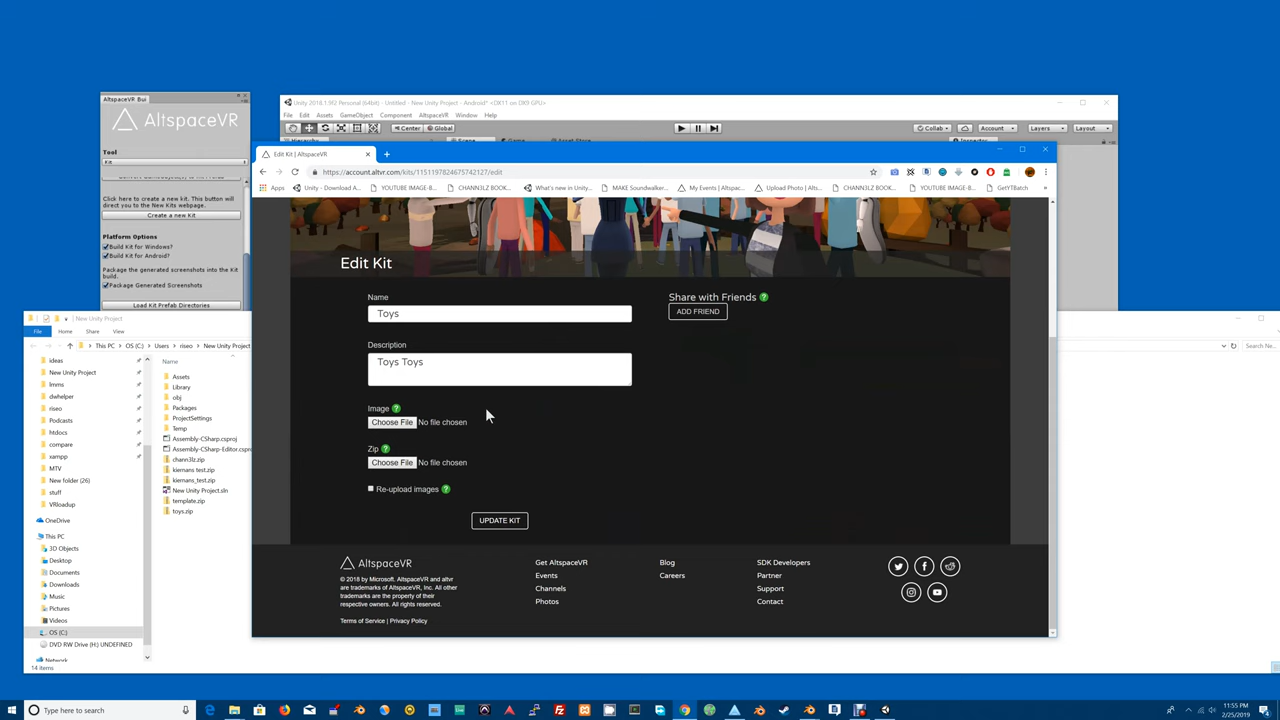 AltspaceVR Bui
AltspaceVR
Tool
Kit
Click here to create a new kit. This button will
direct you to the New Kits webpage.
Create a new Kit
Platform Options
Build Kit for Windows?
Build Kit for Android?
Package the generated screenshots into the Kit
build.
Package Generated Screenshots
Load Kit Prefab Directories
Unity 2018.1.9f2 Personal (64bit) - Untitled - New Unity Project - Android* <DX11 on DX9 GPU>
File Edit Assets GameObject Component AltspaceVR Window Help
Center Global
Collab Account Layers Layout
Edit Kit | AltspaceVR
https://account.altvr.com/kits/1151197824675742127/edit
Apps Unity - Download A... YOUTUBE IMAGE-B... CHANN3LZ BOOK... What's new in Unity... MAKE Soundwalker... My Events | Altspac... Upload Photo | Alts... CHANN3LZ BOOK... YOUTUBE IMAGE-B... GetYTBatch »
Edit Kit
Name
Toys
Description
Toys Toys
Image ?
Choose File No file chosen
Zip ?
Choose File No file chosen
Re-upload images ?
UPDATE KIT
Share with Friends ?
ADD FRIEND
AltspaceVR
© 2018 by Microsoft. AltspaceVR and altvr
are trademarks of AltspaceVR, Inc. All other
trademarks are the property of their
respective owners. All rights reserved.
Terms of Service | Privacy Policy
Get AltspaceVR
Events
Channels
Photos
Blog
Careers
SDK Developers
Partner
Support
Contact
New Unity Project
File Home Share View
This PC OS (C:) Users riseo New Unity Project
Search Ne...
ideas
New Unity Project
lmms
dwhelper
riseo
Podcasts
htdocs
compare
xampp
MTV
New folder (26)
stuff
VRloadup
OneDrive
This PC
3D Objects
Desktop
Documents
Downloads
Music
Pictures
Videos
OS (C:)
DVD RW Drive (H:) UNDEFINED
Network
14 items
Name
Assets
Library
obj
Packages
ProjectSettings
Temp
Assembly-CSharp.csproj
Assembly-CSharp-Editor.cspro
chann3lz.zip
kiernans test.zip
kiernans_test.zip
New Unity Project.sln
template.zip
toys.zip
Type here to search
11:55 PM
2/25/2019